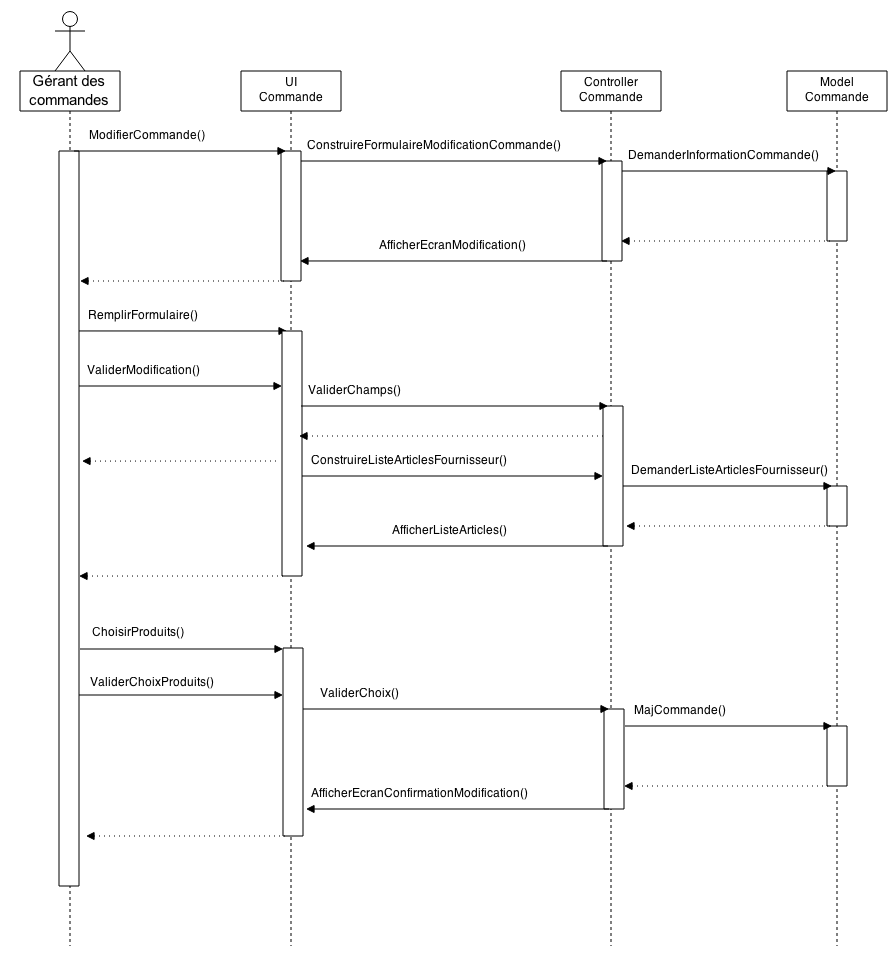 Gérant des
commandes
UI
Commande
Controller
Commande
Model
Commande
ModifierCommande()
ConstruireFormulaireModificationCommande()
DemanderInformationCommande()
AfficherEcranModification()
RemplirFormulaire()
ValiderModification()
ValiderChamps()
ConstruireListeArticlesFournisseur()
DemanderListeArticlesFournisseur()
AfficherListeArticles()
ChoisirProduits()
ValiderChoixProduits()
ValiderChoix()
MajCommande()
AfficherEcranConfirmationModification()